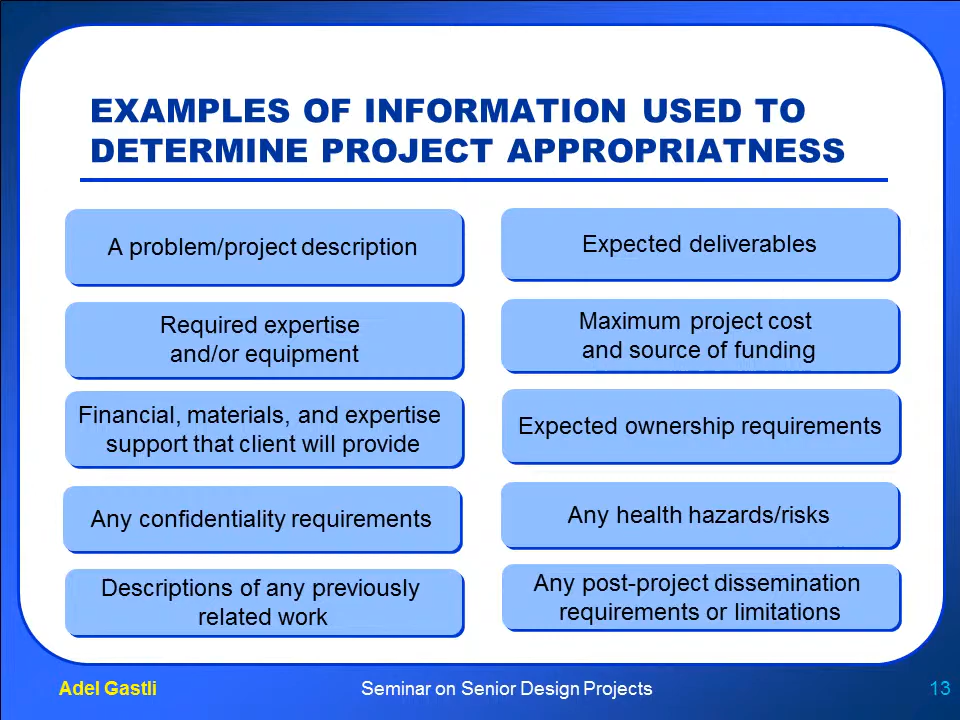 EXAMPLES OF INFORMATION USED TO
DETERMINE PROJECT APPROPRIATNESS
A problem/project description
Expected deliverables
Required expertise
and/or equipment
Maximum project cost
and source of funding
Financial, materials, and expertise
support that client will provide
Expected ownership requirements
Any confidentiality requirements
Any health hazards/risks
Descriptions of any previously
related work
Any post-project dissemination
requirements or limitations
Adel Gastli
Seminar on Senior Design Projects
13